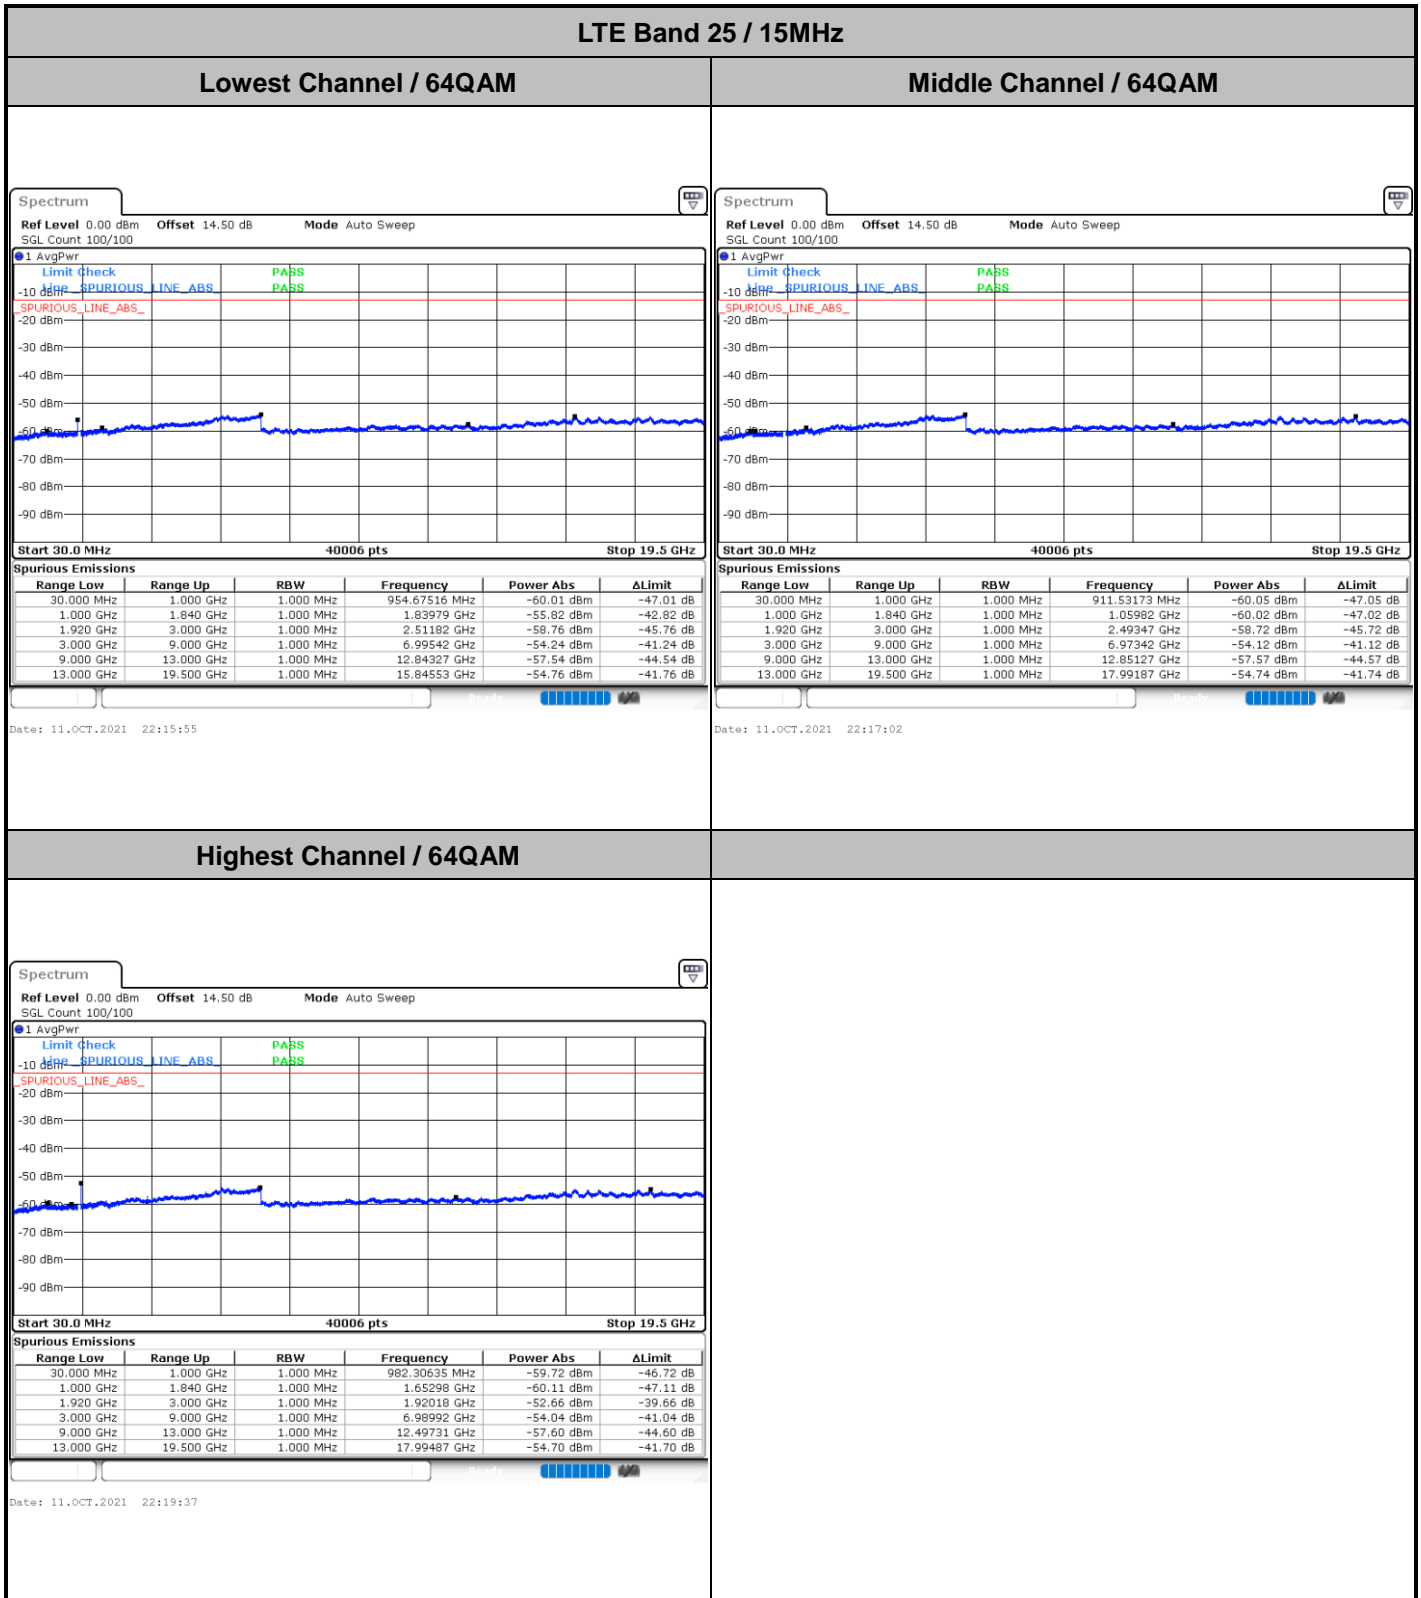 LTE Band 25 / 15MHz
Lowest Channel / 64QAM
Middle Channel / 64QAM
Spectrum
Ref Level 0.00 dBm Offset 14.50 dB Mode Auto Sweep
SGL Count 100/100
1 AvgPwr
Limit Check PASS
Line _SPURIOUS_LINE_ABS_ PASS
-10 dBm
_SPURIOUS_LINE_ABS_
-20 dBm
-30 dBm
-40 dBm
-50 dBm
-60 dBm
-70 dBm
-80 dBm
-90 dBm
Start 30.0 MHz 40006 pts Stop 19.5 GHz
Spurious Emissions
Range Low Range Up RBW Frequency Power Abs ΔLimit
30.000 MHz 1.000 GHz 1.000 MHz 954.67516 MHz -60.01 dBm -47.01 dB
1.000 GHz 1.840 GHz 1.000 MHz 1.83979 GHz -55.82 dBm -42.82 dB
1.920 GHz 3.000 GHz 1.000 MHz 2.51182 GHz -58.76 dBm -45.76 dB
3.000 GHz 9.000 GHz 1.000 MHz 6.99542 GHz -54.24 dBm -41.24 dB
9.000 GHz 13.000 GHz 1.000 MHz 12.84327 GHz -57.54 dBm -44.54 dB
13.000 GHz 19.500 GHz 1.000 MHz 15.84553 GHz -54.76 dBm -41.76 dB
Ready
Date: 11.OCT.2021 22:15:55
Spectrum
Ref Level 0.00 dBm Offset 14.50 dB Mode Auto Sweep
SGL Count 100/100
1 AvgPwr
Limit Check PASS
Line _SPURIOUS_LINE_ABS_ PASS
-10 dBm
_SPURIOUS_LINE_ABS_
-20 dBm
-30 dBm
-40 dBm
-50 dBm
-60 dBm
-70 dBm
-80 dBm
-90 dBm
Start 30.0 MHz 40006 pts Stop 19.5 GHz
Spurious Emissions
Range Low Range Up RBW Frequency Power Abs ΔLimit
30.000 MHz 1.000 GHz 1.000 MHz 911.53173 MHz -60.05 dBm -47.05 dB
1.000 GHz 1.840 GHz 1.000 MHz 1.05982 GHz -60.02 dBm -47.02 dB
1.920 GHz 3.000 GHz 1.000 MHz 2.49347 GHz -58.72 dBm -45.72 dB
3.000 GHz 9.000 GHz 1.000 MHz 6.97342 GHz -54.12 dBm -41.12 dB
9.000 GHz 13.000 GHz 1.000 MHz 12.85127 GHz -57.57 dBm -44.57 dB
13.000 GHz 19.500 GHz 1.000 MHz 17.99187 GHz -54.74 dBm -41.74 dB
Ready
Date: 11.OCT.2021 22:17:02
Highest Channel / 64QAM
Spectrum
Ref Level 0.00 dBm Offset 14.50 dB Mode Auto Sweep
SGL Count 100/100
1 AvgPwr
Limit Check PASS
Line _SPURIOUS_LINE_ABS_ PASS
-10 dBm
_SPURIOUS_LINE_ABS_
-20 dBm
-30 dBm
-40 dBm
-50 dBm
-60 dBm
-70 dBm
-80 dBm
-90 dBm
Start 30.0 MHz 40006 pts Stop 19.5 GHz
Spurious Emissions
Range Low Range Up RBW Frequency Power Abs ΔLimit
30.000 MHz 1.000 GHz 1.000 MHz 982.30635 MHz -59.72 dBm -46.72 dB
1.000 GHz 1.840 GHz 1.000 MHz 1.65298 GHz -60.11 dBm -47.11 dB
1.920 GHz 3.000 GHz 1.000 MHz 1.92018 GHz -52.66 dBm -39.66 dB
3.000 GHz 9.000 GHz 1.000 MHz 6.98992 GHz -54.04 dBm -41.04 dB
9.000 GHz 13.000 GHz 1.000 MHz 12.49731 GHz -57.60 dBm -44.60 dB
13.000 GHz 19.500 GHz 1.000 MHz 17.99487 GHz -54.70 dBm -41.70 dB
Ready
Date: 11.OCT.2021 22:19:37